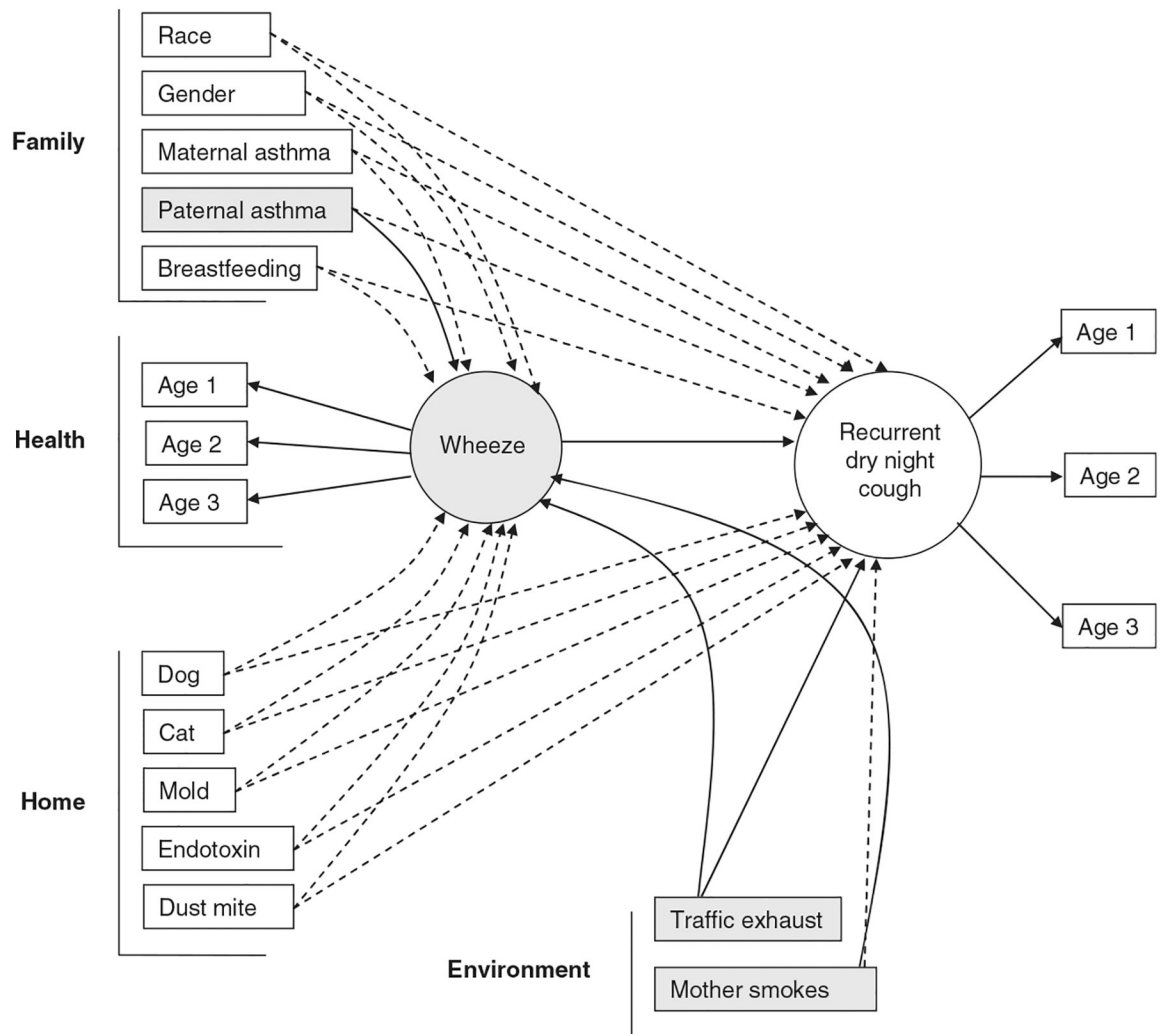 Family
Race
Gender
Maternal asthma
Paternal asthma
Breastfeeding
Health
Age 1
Age 2
Age 3
Wheeze
Recurrent
dry night
cough
Age 1
Age 2
Age 3
Home
Dog
Cat
Mold
Endotoxin
Dust mite
Environment
Traffic exhaust
Mother smokes